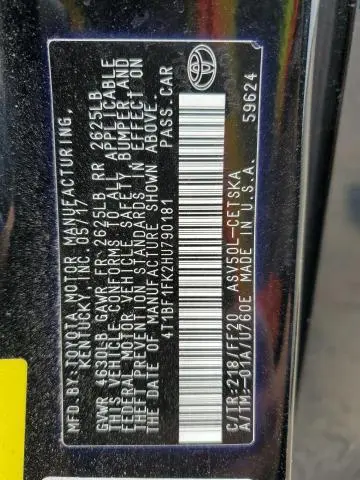 MFD.BY:TOYOTA MOTOR MANUFACTURING,
KENTUCKY, INC. 05/17
GVWR 4630LB GAWR FR 2625LB RR 2625LB
THIS VEHICLE CONFORMS TO ALL APPLICABLE
FEDERAL MOTOR VEHICLE SAFETY, BUMPER AND
THEFT PREVENTION STANDARDS IN EFFECT ON
THE DATE OF MANUFACTURE SHOWN ABOVE.
4T1BF1FK2HU790181 PASS.CAR
C/TR:218/FF20 ASV50L-CETSKA
A/TM:-01A/U760E MADE IN U.S.A.
59624